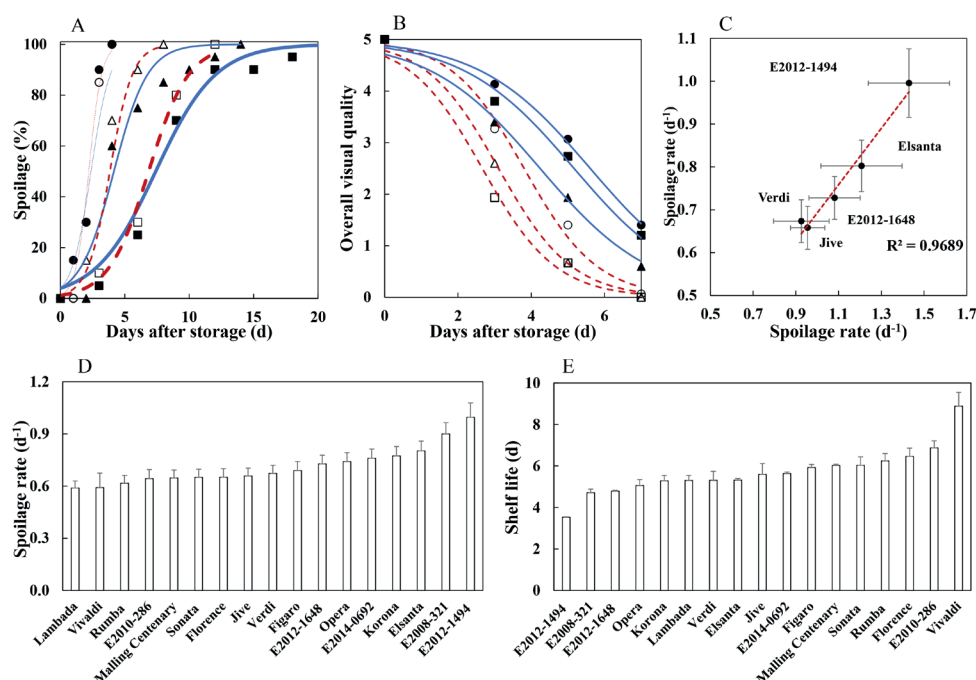 A
Spoilage (%)
100
80
60
40
20
0
0 5 10 15 20
Days after storage (d)
B
Overall visual quality
5
4
3
2
1
0
0 2 4 6
Days after storage (d)
C
Spoilage rate (d-1)
1.1
1.0
0.9
0.8
0.7
0.6
0.5
E2012-1494
Elsanta
Verdi
E2012-1648
Jive
R² = 0.9689
0.5 0.7 0.9 1.1 1.3 1.5 1.7
Spoilage rate (d-1)
D
Spoilage rate (d-1)
1.2
0.9
0.6
0.3
0.0
Lambada
Vivaldi
Rumba
E2010-286
Malling Centenary
Sonata
Florence
Jive
Verdi
Figaro
E2012-1648
Opera
E2014-0692
Korona
Elsanta
E2008-321
E2012-1494
E
Shelf life (d)
10
8
6
4
2
0
E2012-1494
E2008-321
E2012-1648
Opera
Korona
Lambada
Verdi
Elsanta
Jive
E2014-0692
Figaro
Malling Centenary
Sonata
Rumba
Florence
E2010-286
Vivaldi